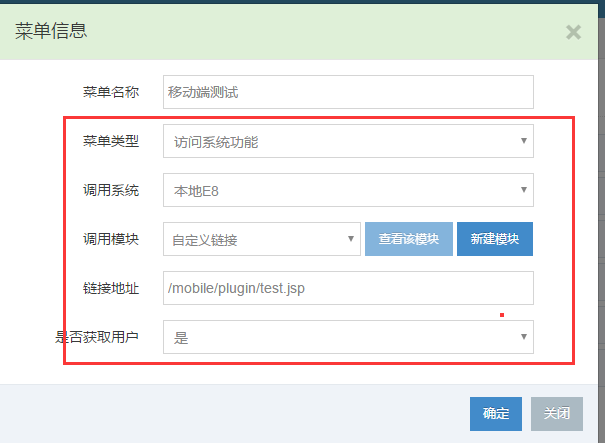 菜单信息
菜单名称 移动端测试
菜单类型 访问系统功能
调用系统 本地E8
调用模块 自定义链接 查看该模块 新建模块
链接地址 /mobile/plugin/test.jsp
是否获取用户 是
确定 关闭